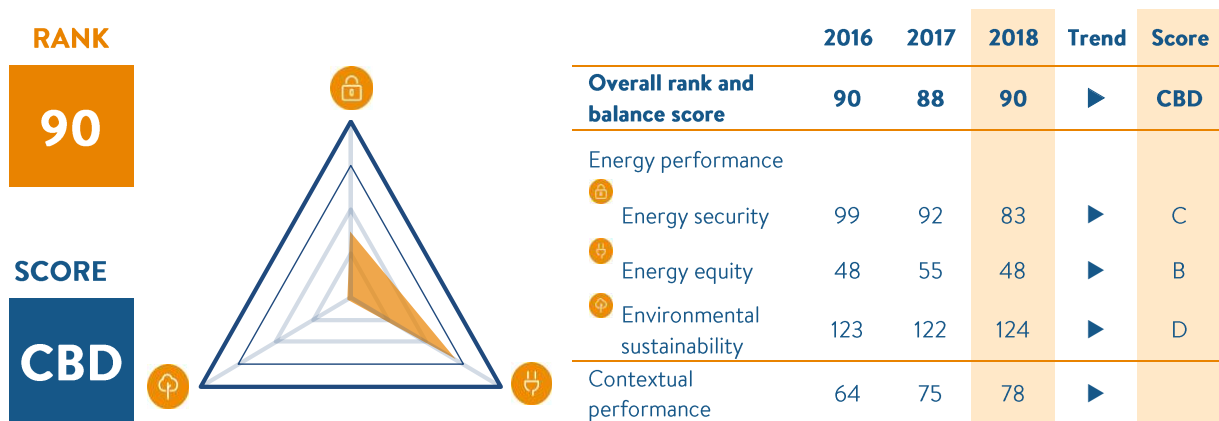 RANK
90
SCORE
CBD
2016 2017 2018 Trend Score
Overall rank and
balance score 90 88 90 CBD
Energy performance
Energy security 99 92 83 C
Energy equity 48 55 48 B
Environmental
sustainability 123 122 124 D
Contextual
performance 64 75 78